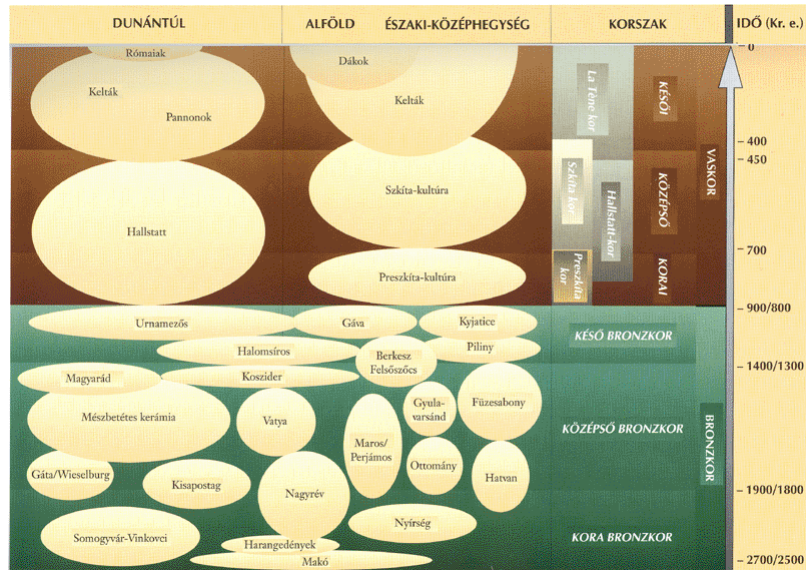 DUNÁNTÚL ALFÖLD ÉSZAKI-KÖZÉPHEGYSÉG KORSZAK IDŐ (Kr. e.)
Rómaiak
Kelták
Pannonok
Dákok
Kelták
La Tène kor
KÉSŐI
0
400
450
Hallstatt
Szkíta-kultúra
Szkíta kor
Hallstatt-kor
KÖZÉPSŐ
VASKOR
700
Preszkíta-kultúra
Preszkíta
kor
KORAI
900/800
Urnamezős
Gáva
Kyjatice
KÉSŐ BRONZKOR
Halomsíros
Berkesz
Felsőszőcs
Piliny
1400/1300
Magyarád
Koszider
Mészbetétes kerámia
Vatya
Gyula-
varsánd
Füzesabony
KÖZÉPSŐ BRONZKOR
BRONZKOR
Maros/
Perjámos
Gáta/Wieselburg
Kisapostag
Nagyrév
Ottomány
Hatvan
1900/1800
Nyírség
Somogyvár-Vinkovci
Harangedények
KORA BRONZKOR
Makó
2700/2500